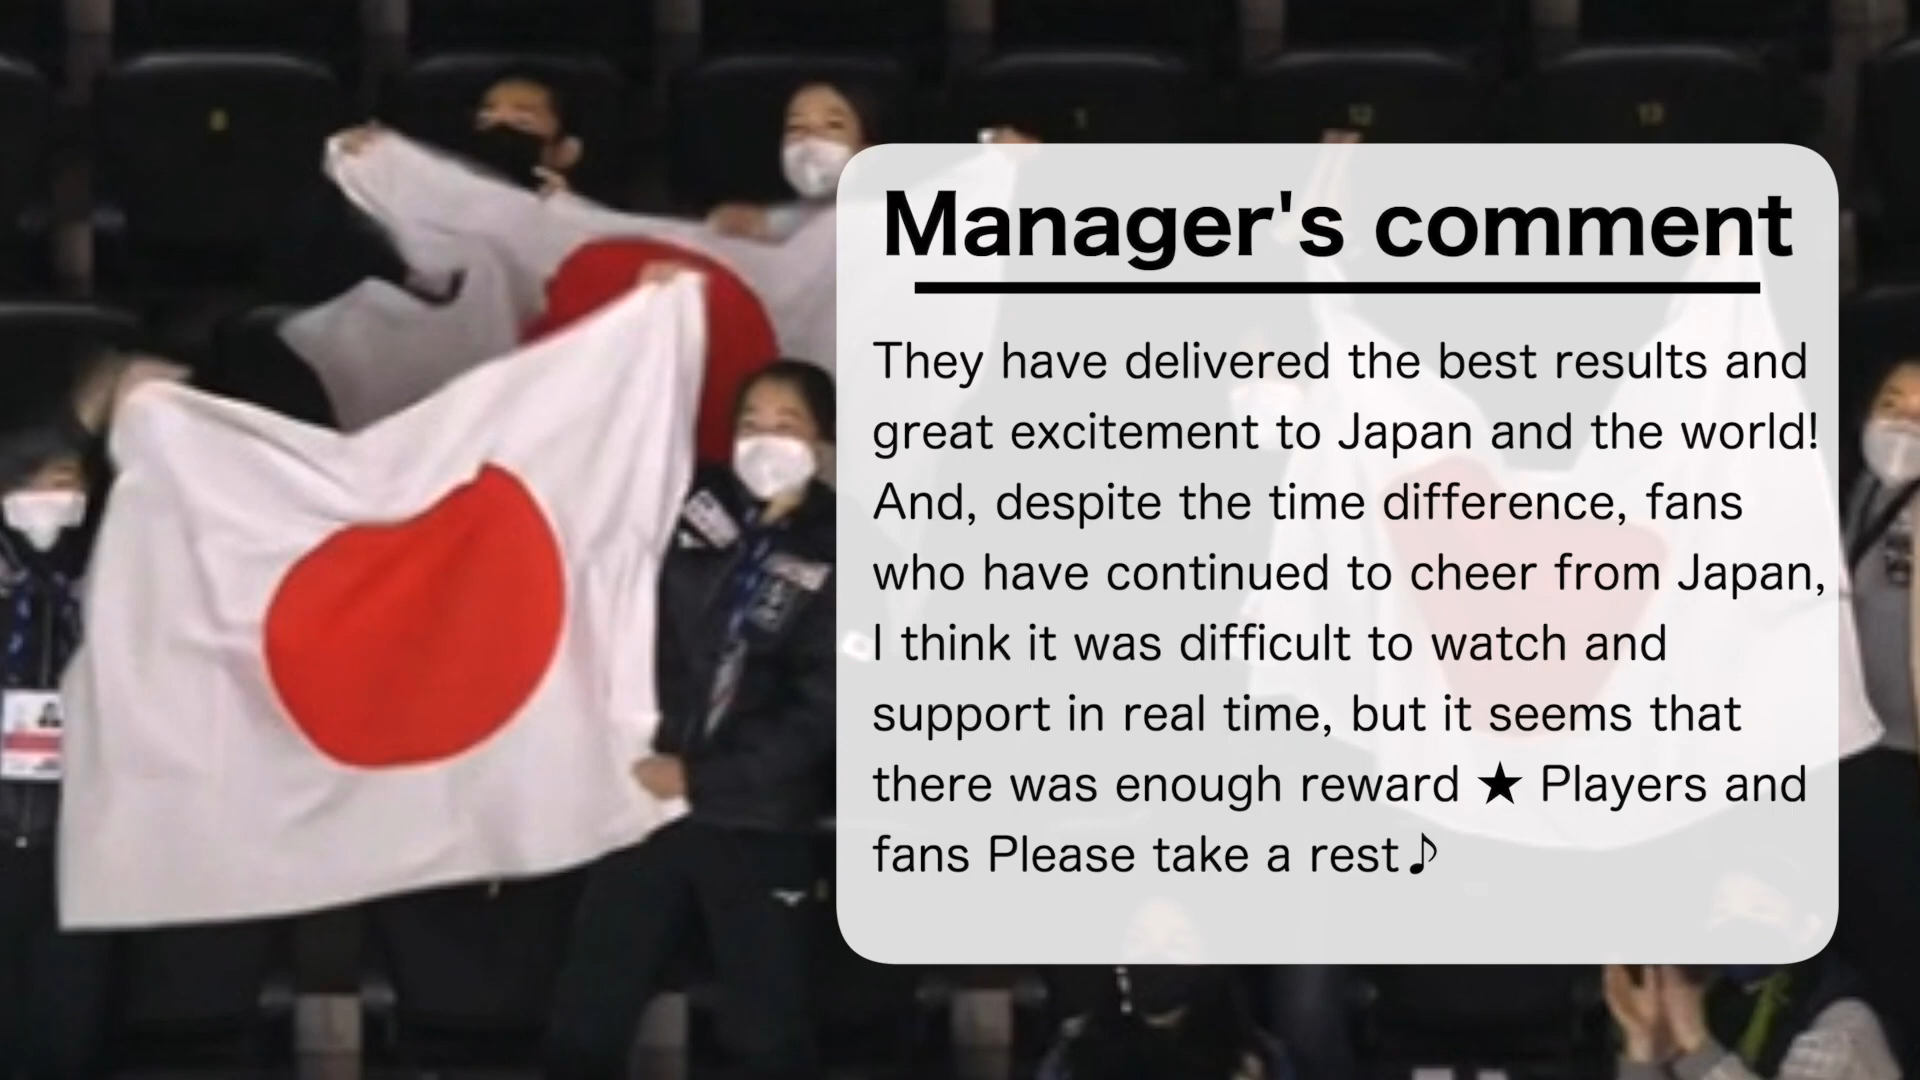 Manager's comment
They have delivered the best results and
great excitement to Japan and the world!
And, despite the time difference, fans
who have continued to cheer from Japan,
I think it was difficult to watch and
support in real time, but it seems that
there was enough reward ★ Players and
fans Please take a rest♪
12
13